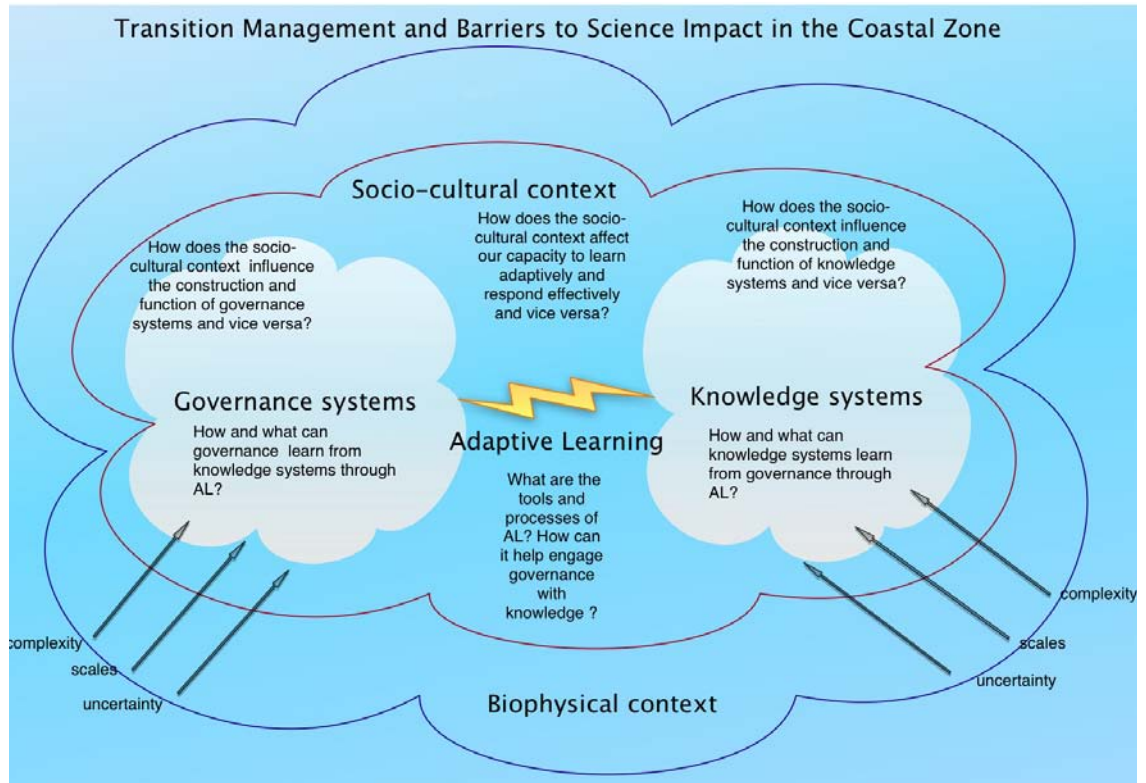 Transition Management and Barriers to Science Impact in the Coastal Zone
Socio-cultural context
How does the socio-
cultural context influence
the construction and
function of governance
systems and vice versa?
How does the socio-
cultural context affect
our capacity to learn
adaptively and
respond effectively
and vice versa?
How does the socio-
cultural context influence
the construction and
function of knowledge
systems and vice versa?
Governance systems
How and what can
governance learn from
knowledge systems through
AL?
Adaptive Learning
What are the
tools and
processes of
AL? How can
it help engage
governance
with
knowledge ?
Knowledge systems
How and what can
knowledge systems learn
from governance through
AL?
complexity
scales
uncertainty
complexity
scales
uncertainty
Biophysical context